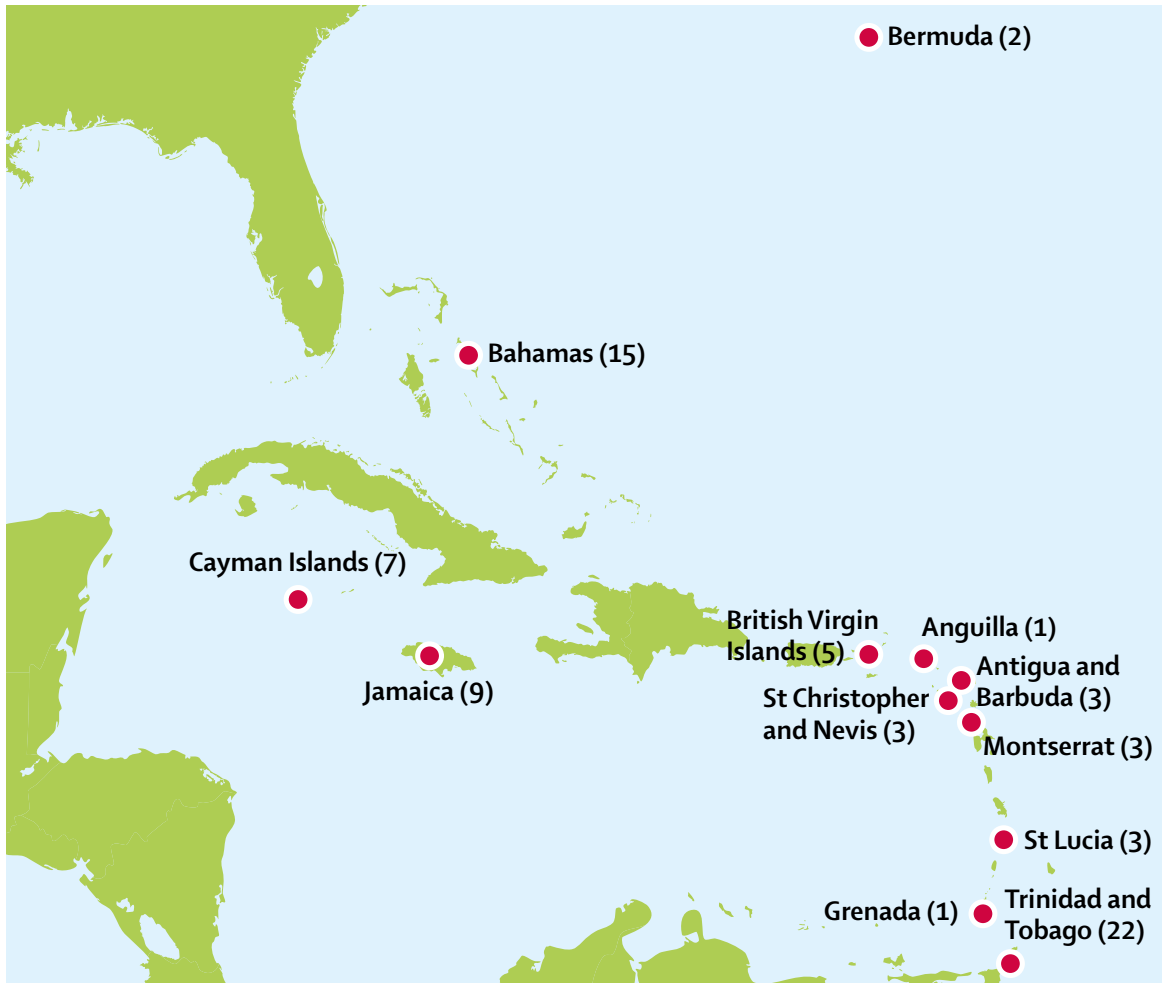 Bermuda (2)
Bahamas (15)
Cayman Islands (7)
Jamaica (9)
British Virgin
Islands (5)
Anguilla (1)
Antigua and
Barbuda (3)
St Christopher
and Nevis (3)
Montserrat (3)
St Lucia (3)
Grenada (1)
Trinidad and
Tobago (22)